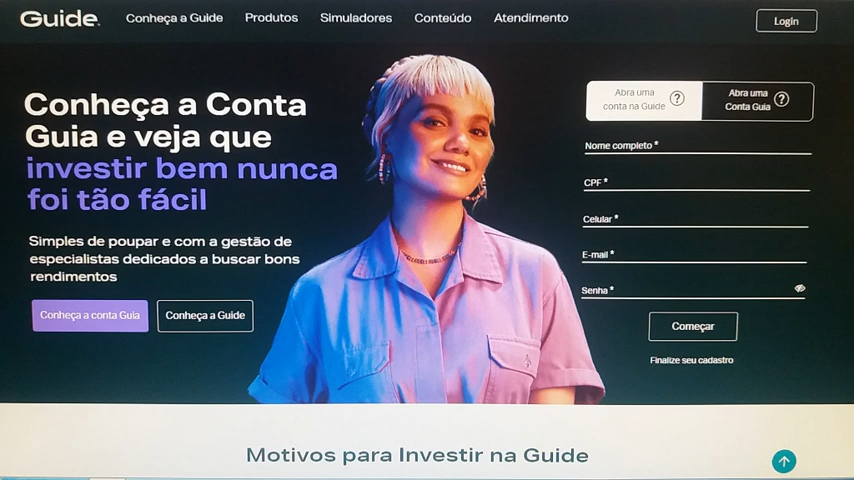 Guide.
Conheça a Guide
Produtos
Simuladores
Conteúdo
Atendimento
Login
Conheça a Conta
Guia e veja que
investir bem nunca
foi tão fácil
Simples de poupar e com a gestão de
especialistas dedicados a buscar bons
rendimentos
Conheça a conta Guia
Conheça a Guide
Abra uma
conta na Guide
?
Abra uma
Conta Guia
?
Nome completo *
CPF *
Celular *
E-mail *
Senha *
Começar
Finalize seu cadastro
Motivos para Investir na Guide